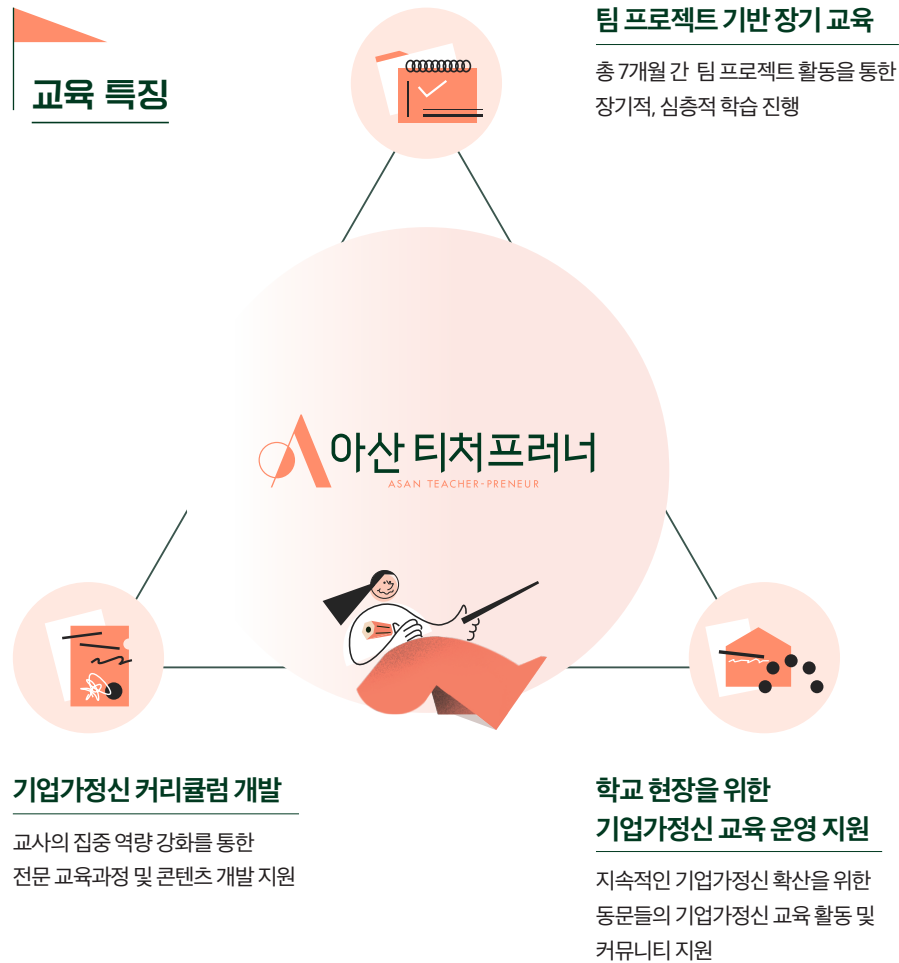 교육 특징
팀 프로젝트 기반 장기 교육
총 7개월 간 팀 프로젝트 활동을 통한
장기적, 심층적 학습 진행
아산 티처프러너
ASAN TEACHER-PRENEUR
기업가정신 커리큘럼 개발
교사의 집중 역량 강화를 통한
전문 교육과정 및 콘텐츠 개발 지원
학교 현장을 위한
기업가정신 교육 운영 지원
지속적인 기업가정신 확산을 위한
동문들의 기업가정신 교육 활동 및
커뮤니티 지원